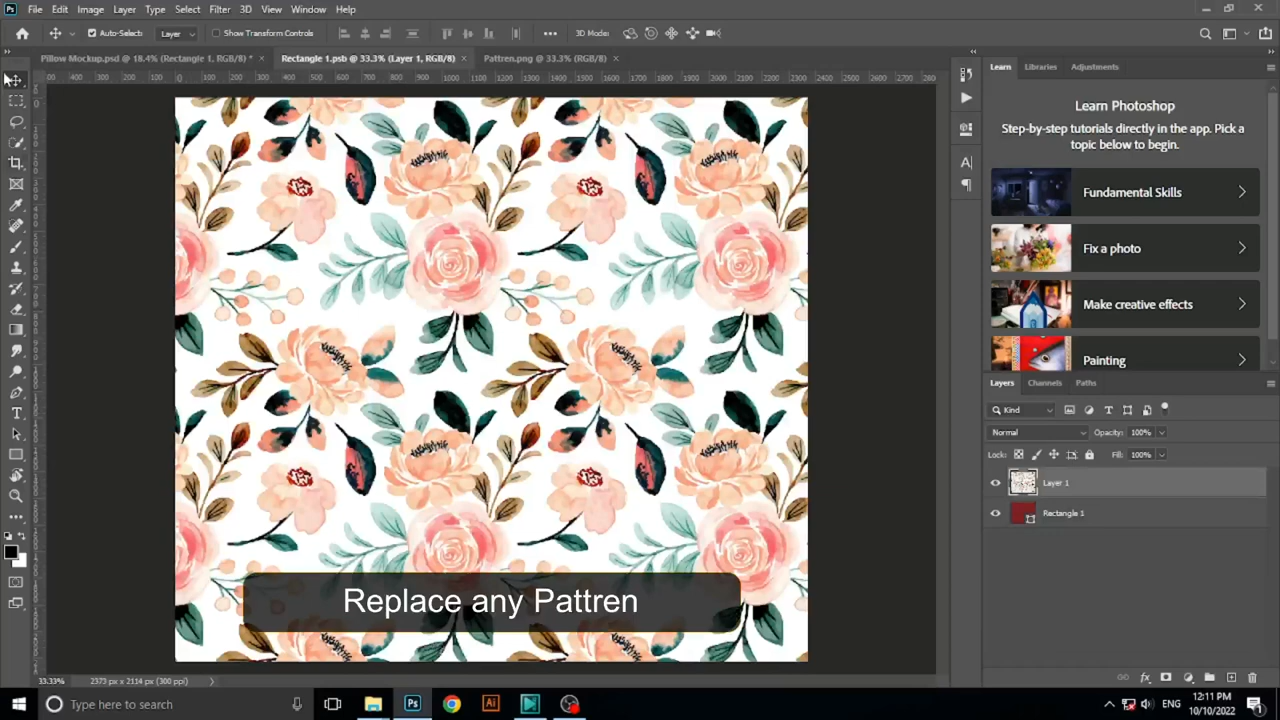 Ps File Edit Image Layer Type Select Filter 3D View Window Help
Auto-Select: Layer Show Transform Controls 3D Mode:
Pillow Mockup.psd @ 18.4% (Rectangle 1, RGB/8) * Rectangle 1.psb @ 33.3% (Layer 1, RGB/8) Pattren.png @ 33.3% (RGB/8)
Learn Libraries Adjustments
Learn Photoshop
Step-by-step tutorials directly in the app. Pick a
topic below to begin.
Fundamental Skills
Fix a photo
Make creative effects
Painting
Layers Channels Paths
Kind
Normal Opacity: 100%
Lock: Fill: 100%
Layer 1
Rectangle 1
Replace any Pattren
33.33% 2373 px x 2114 px (300 ppi)
Type here to search
Ps Ai ENG
12:11 PM
10/10/2022